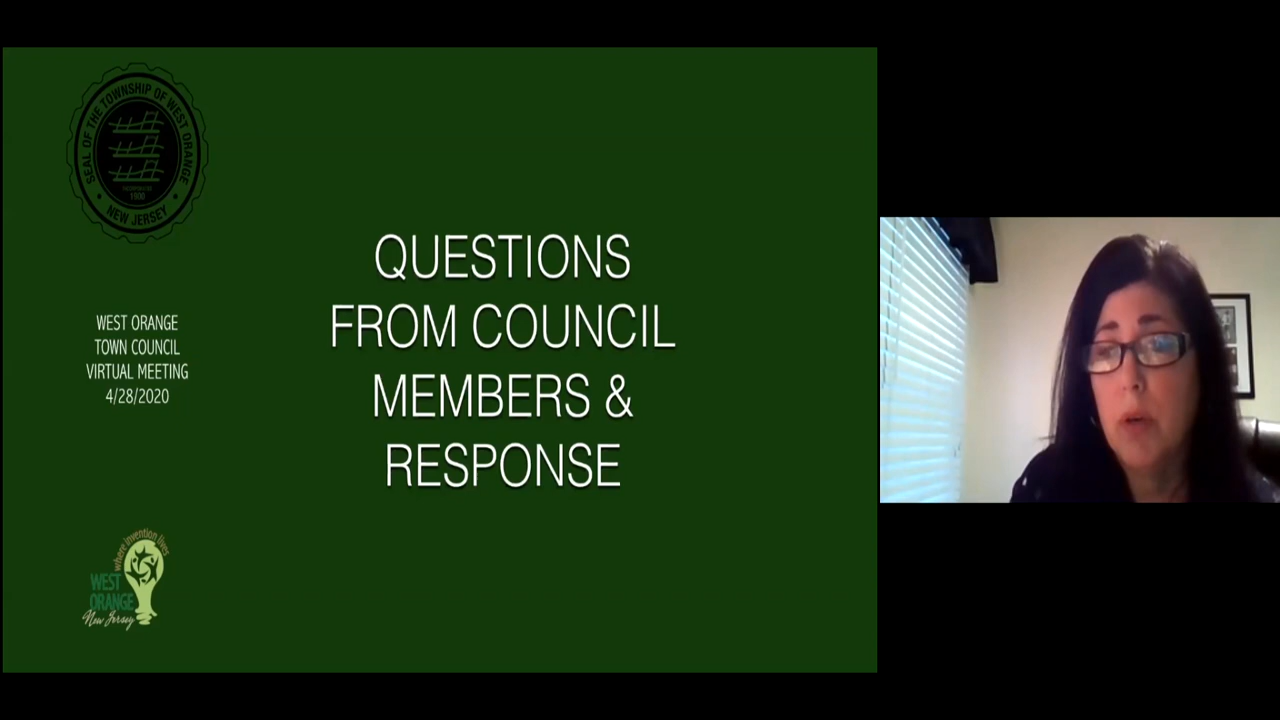 SEAL OF THE TOWNSHIP OF WEST ORANGE
1900
NEW JERSEY
WEST ORANGE
TOWN COUNCIL
VIRTUAL MEETING
4/28/2020
QUESTIONS
FROM COUNCIL
MEMBERS &
RESPONSE
where invention lives
WEST
ORANGE
New Jersey